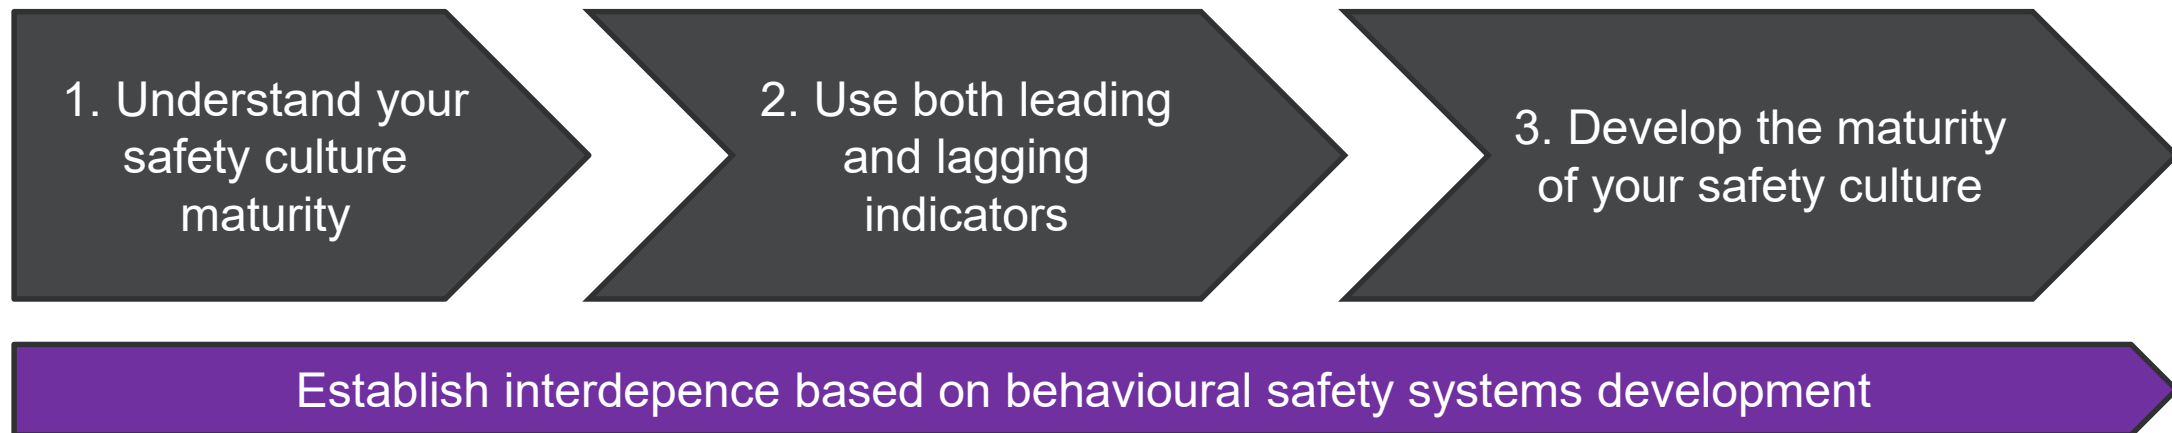 1. Understand your
safety culture
maturity
2. Use both leading
and lagging
indicators
3. Develop the maturity
of your safety culture
Establish interdepence based on behavioural safety systems development